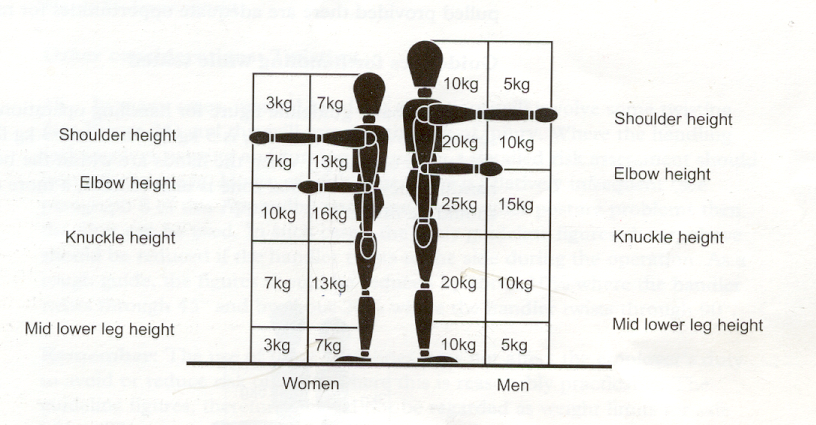 10kg 5kg
3kg 7kg
Shoulder height
Shoulder height
20kg 10kg
7kg 13kg
Elbow height
Elbow height
25kg 15kg
10kg 16kg
Knuckle height
Knuckle height
7kg 13kg
20kg 10kg
Mid lower leg height
Mid lower leg height
3kg 7kg
10kg 5kg
Women
Men